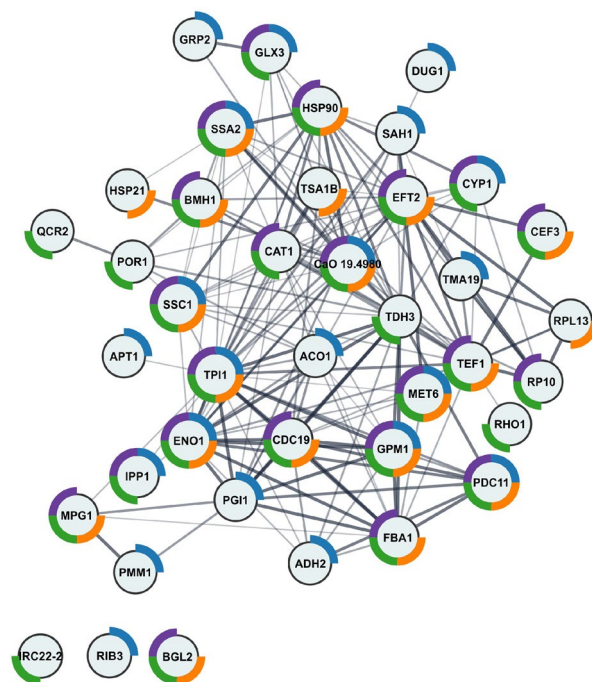 GRP2
GLX3
DUG1
HSP90
SSA2
SAH1
HSP21
BMH1
TSA1B
EFT2
CYP1
QCR2
POR1
CAT1
CaO 19.4980
CEF3
TMA19
SSC1
TDH3
RPL13
APT1
TPI1
ACO1
TEF1
RP10
MET6
RHO1
ENO1
CDC19
GPM1
IPP1
PGI1
PDC11
MPG1
FBA1
PMM1
ADH2
IRC22-2
RIB3
BGL2